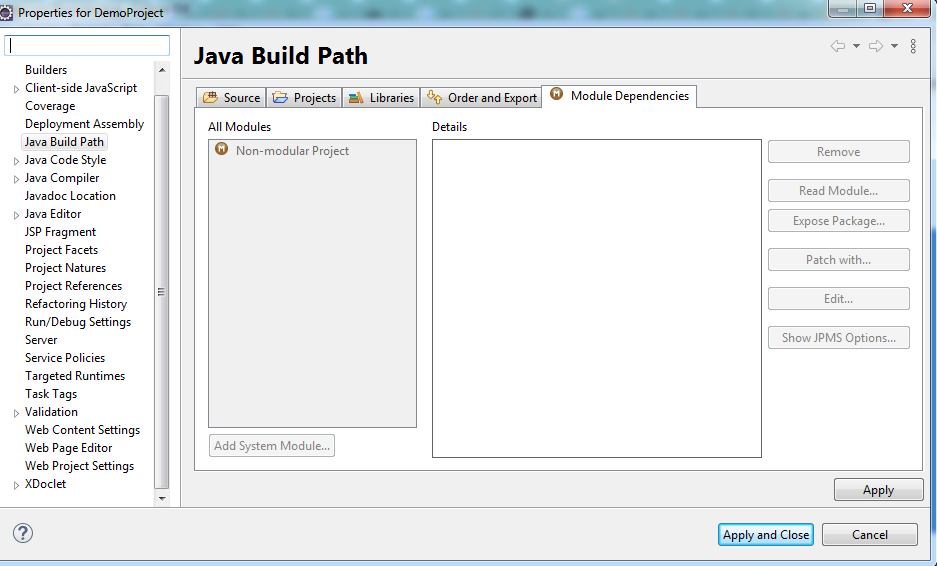 Properties for DemoProject
Java Build Path
Builders
Client-side JavaScript
Coverage
Deployment Assembly
Java Build Path
Java Code Style
Java Compiler
Javadoc Location
Java Editor
JSP Fragment
Project Facets
Project Natures
Project References
Refactoring History
Run/Debug Settings
Server
Service Policies
Targeted Runtimes
Task Tags
Validation
Web Content Settings
Web Page Editor
Web Project Settings
XDoclet
Source Projects Libraries Order and Export M Module Dependencies
All Modules
M Non-modular Project
Add System Module...
Details
Remove
Read Module...
Expose Package...
Patch with...
Edit...
Show JPMS Options...
Apply
? Apply and Close Cancel